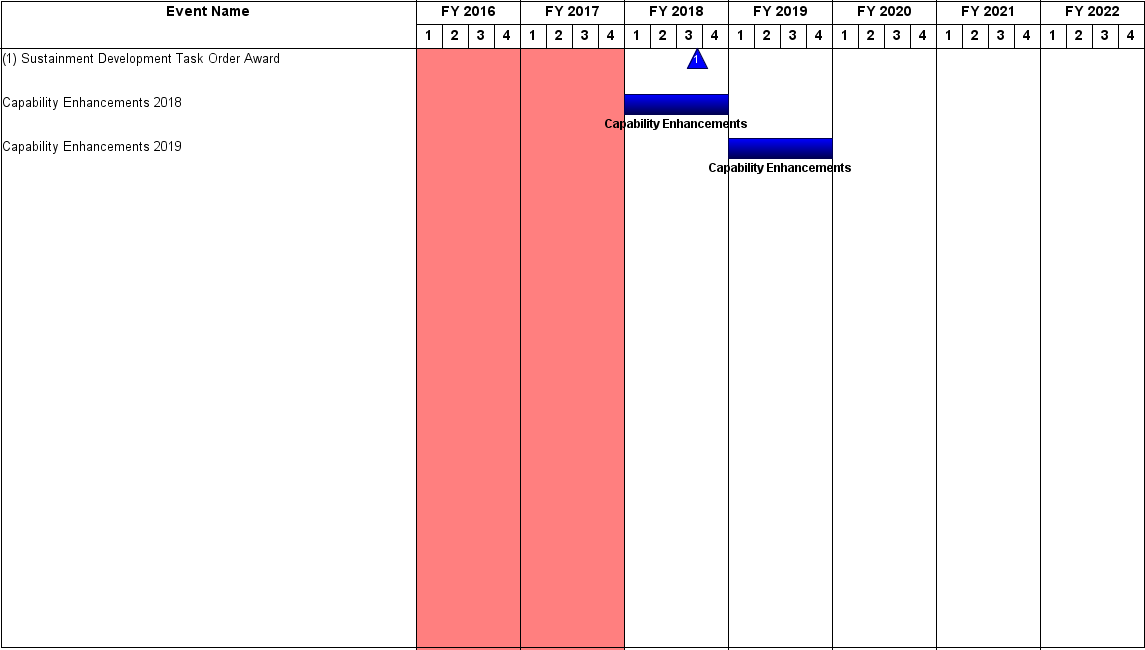 Event Name FY 2016 FY 2017 FY 2018 FY 2019 FY 2020 FY 2021 FY 2022
1 2 3 4 1 2 3 4 1 2 3 4 1 2 3 4 1 2 3 4 1 2 3 4 1 2 3 4
(1) Sustainment Development Task Order Award 1
Capability Enhancements 2018
Capability Enhancements
Capability Enhancements 2019
Capability Enhancements